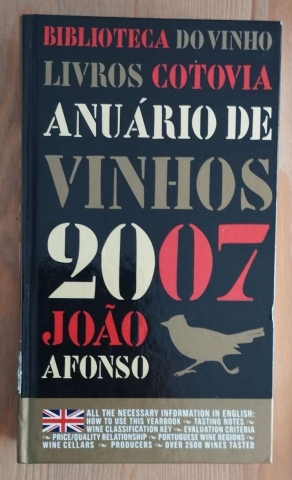 BIBLIOTECA DO VINHO
LIVROS COTOVIA
ANUÁRIO DE
VINHOS
2007
JOÃO
AFONSO
ALL THE NECESSARY INFORMATION IN ENGLISH:
HOW TO USE THIS YEARBOOK ~ TASTING NOTES ~
WINE CLASSIFICATION KEY ~ EVALUATION CRITERIA
~ PRICE/QUALITY RELATIONSHIP ~ PORTUGUESE WINE REGIONS ~
WINE CELLARS ~ PRODUCERS ~ OVER 2500 WINES TASTED